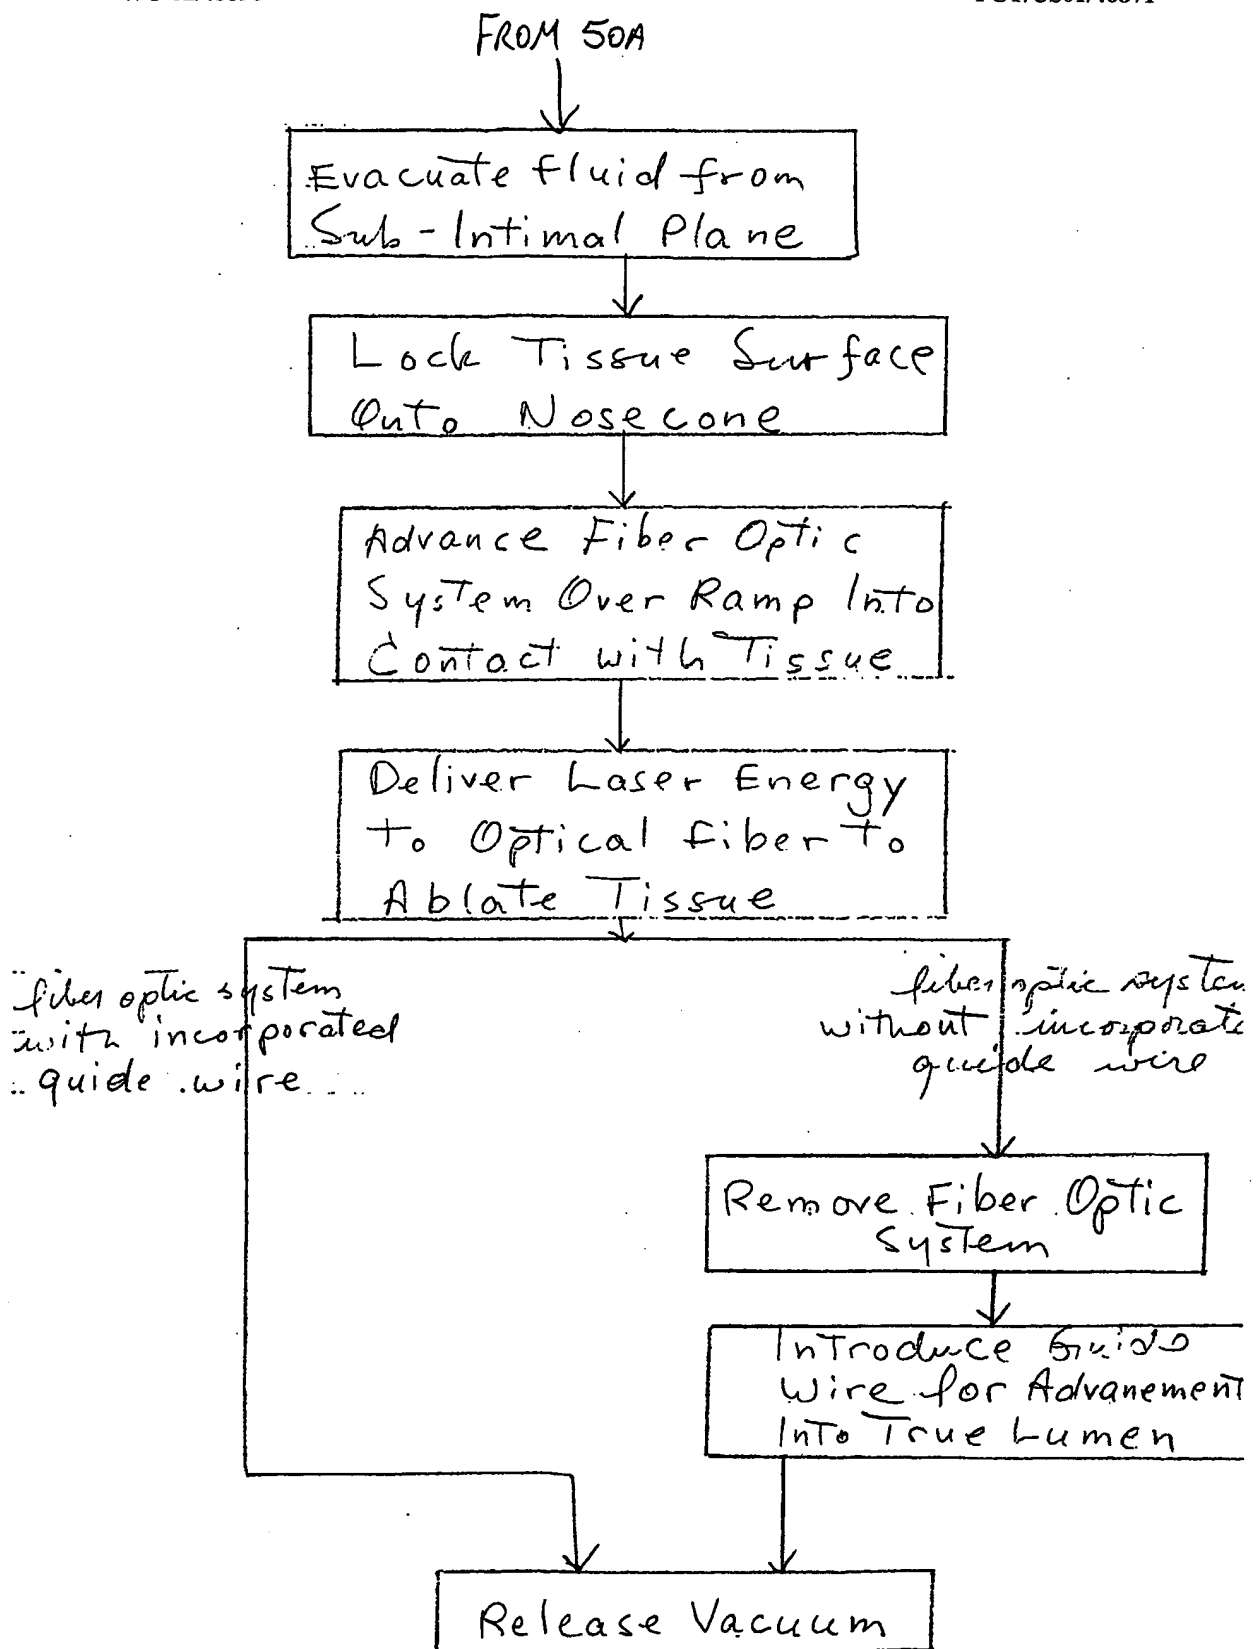 FROM 50A
Evacuate Fluid from
Sub-Intimal Plane
Lock Tissue Surface
Onto Nosecone
Advance Fiber Optic
System Over Ramp Into
Contact with Tissue
Deliver Laser Energy
To Optical Fiber To
Ablate Tissue
fiber optic system
with incorporated
guide wire
fiber optic system
without incorporate
guide wire
Remove Fiber Optic
System
Introduce Guide
Wire for Advanement
Into True Lumen
Release Vacuum